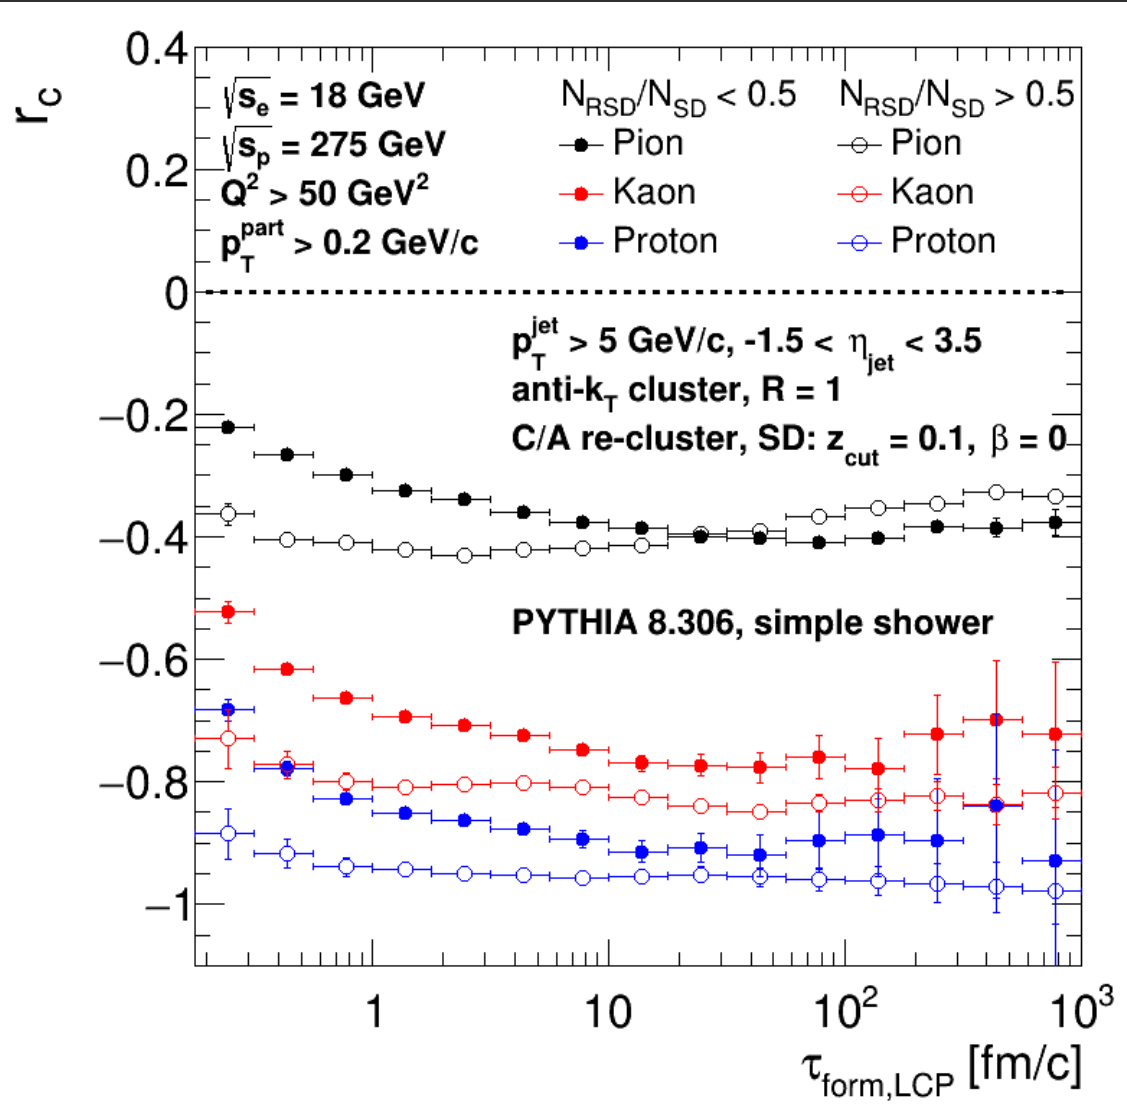 r_c
0.4
0.2
0
−0.2
−0.4
−0.6
−0.8
−1
√s_e = 18 GeV
√s_p = 275 GeV
Q² > 50 GeV²
p_T^part > 0.2 GeV/c
N_RSD/N_SD < 0.5
Pion
Kaon
Proton
N_RSD/N_SD > 0.5
Pion
Kaon
Proton
p_T^jet > 5 GeV/c, -1.5 < η_jet < 3.5
anti-k_T cluster, R = 1
C/A re-cluster, SD: z_cut = 0.1, β = 0
PYTHIA 8.306, simple shower
1 10 10² 10³
τ_form,LCP [fm/c]